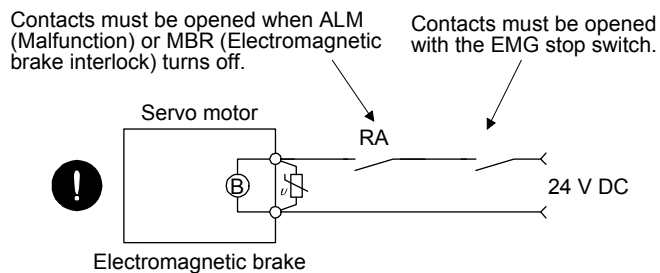 Contacts must be opened when ALM
(Malfunction) or MBR (Electromagnetic
brake interlock) turns off.
Contacts must be opened
with the EMG stop switch.
Servo motor
RA
B
υ
24 V DC
Electromagnetic brake